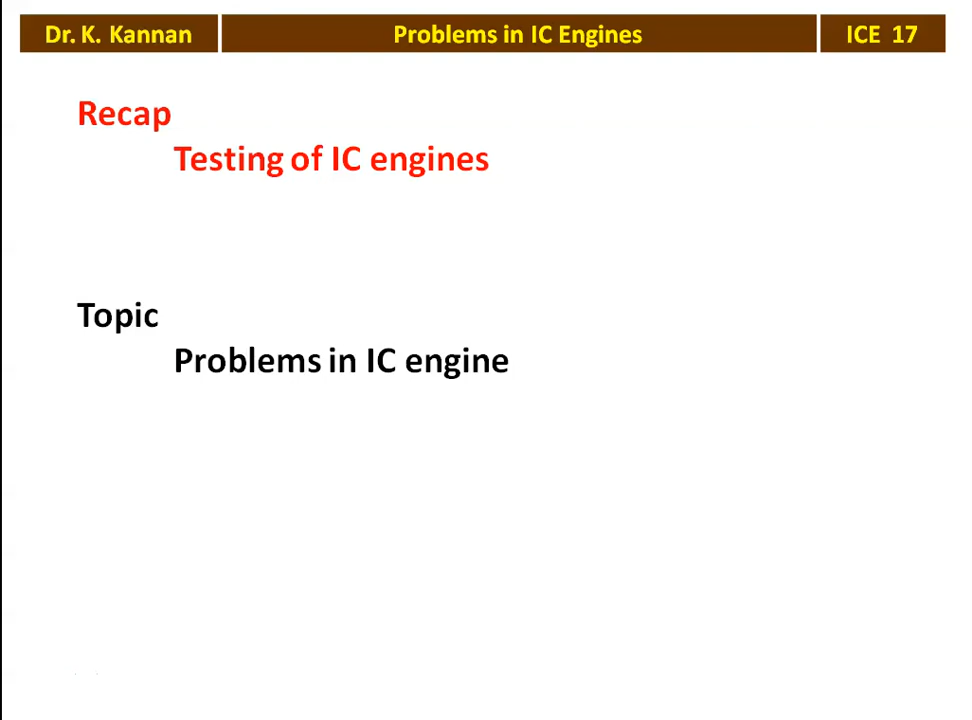 Dr. K. Kannan Problems in IC Engines ICE 17
Recap
Testing of IC engines
Topic
Problems in IC engine